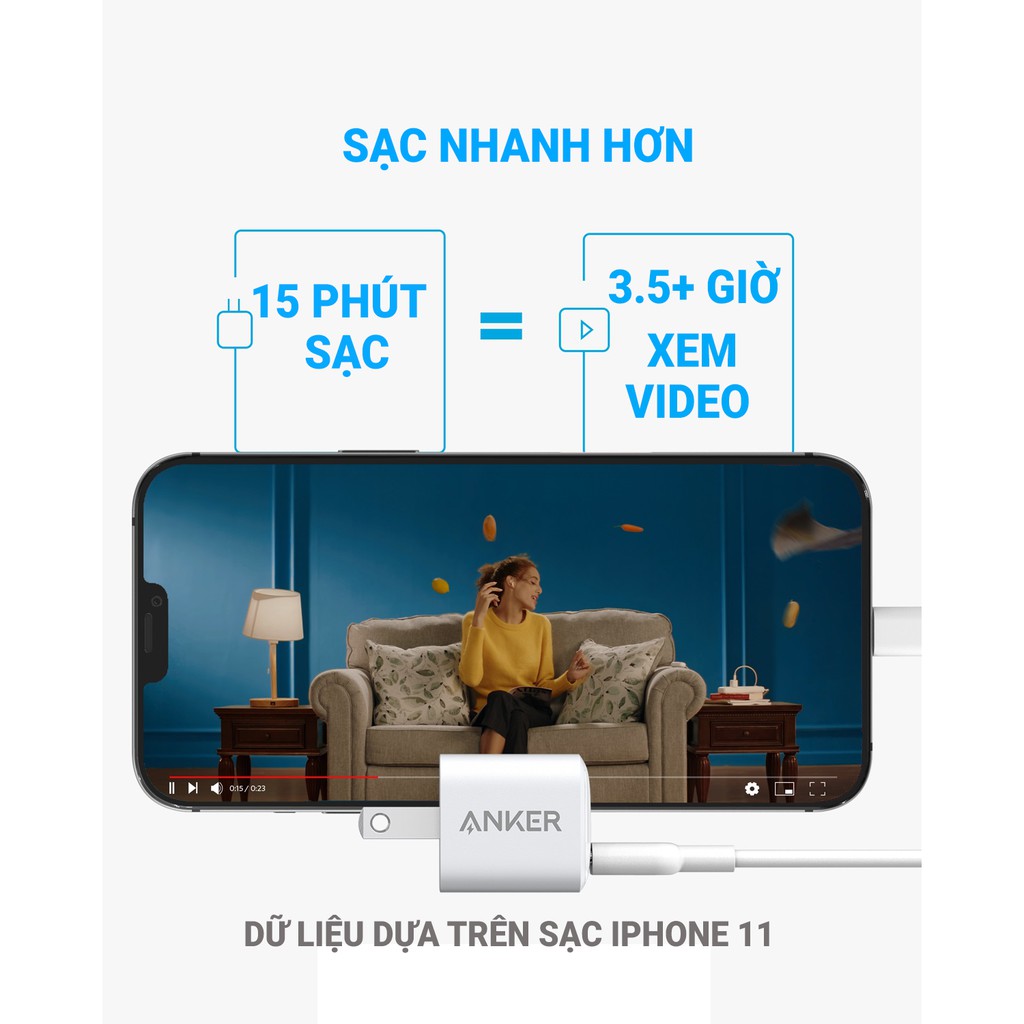 SẠC NHANH HƠN
15 PHÚT
SẠC
=
3.5+ GIỜ
XEM
VIDEO
0:15 / 0:23
ANKER
DỮ LIỆU DỰA TRÊN SẠC IPHONE 11